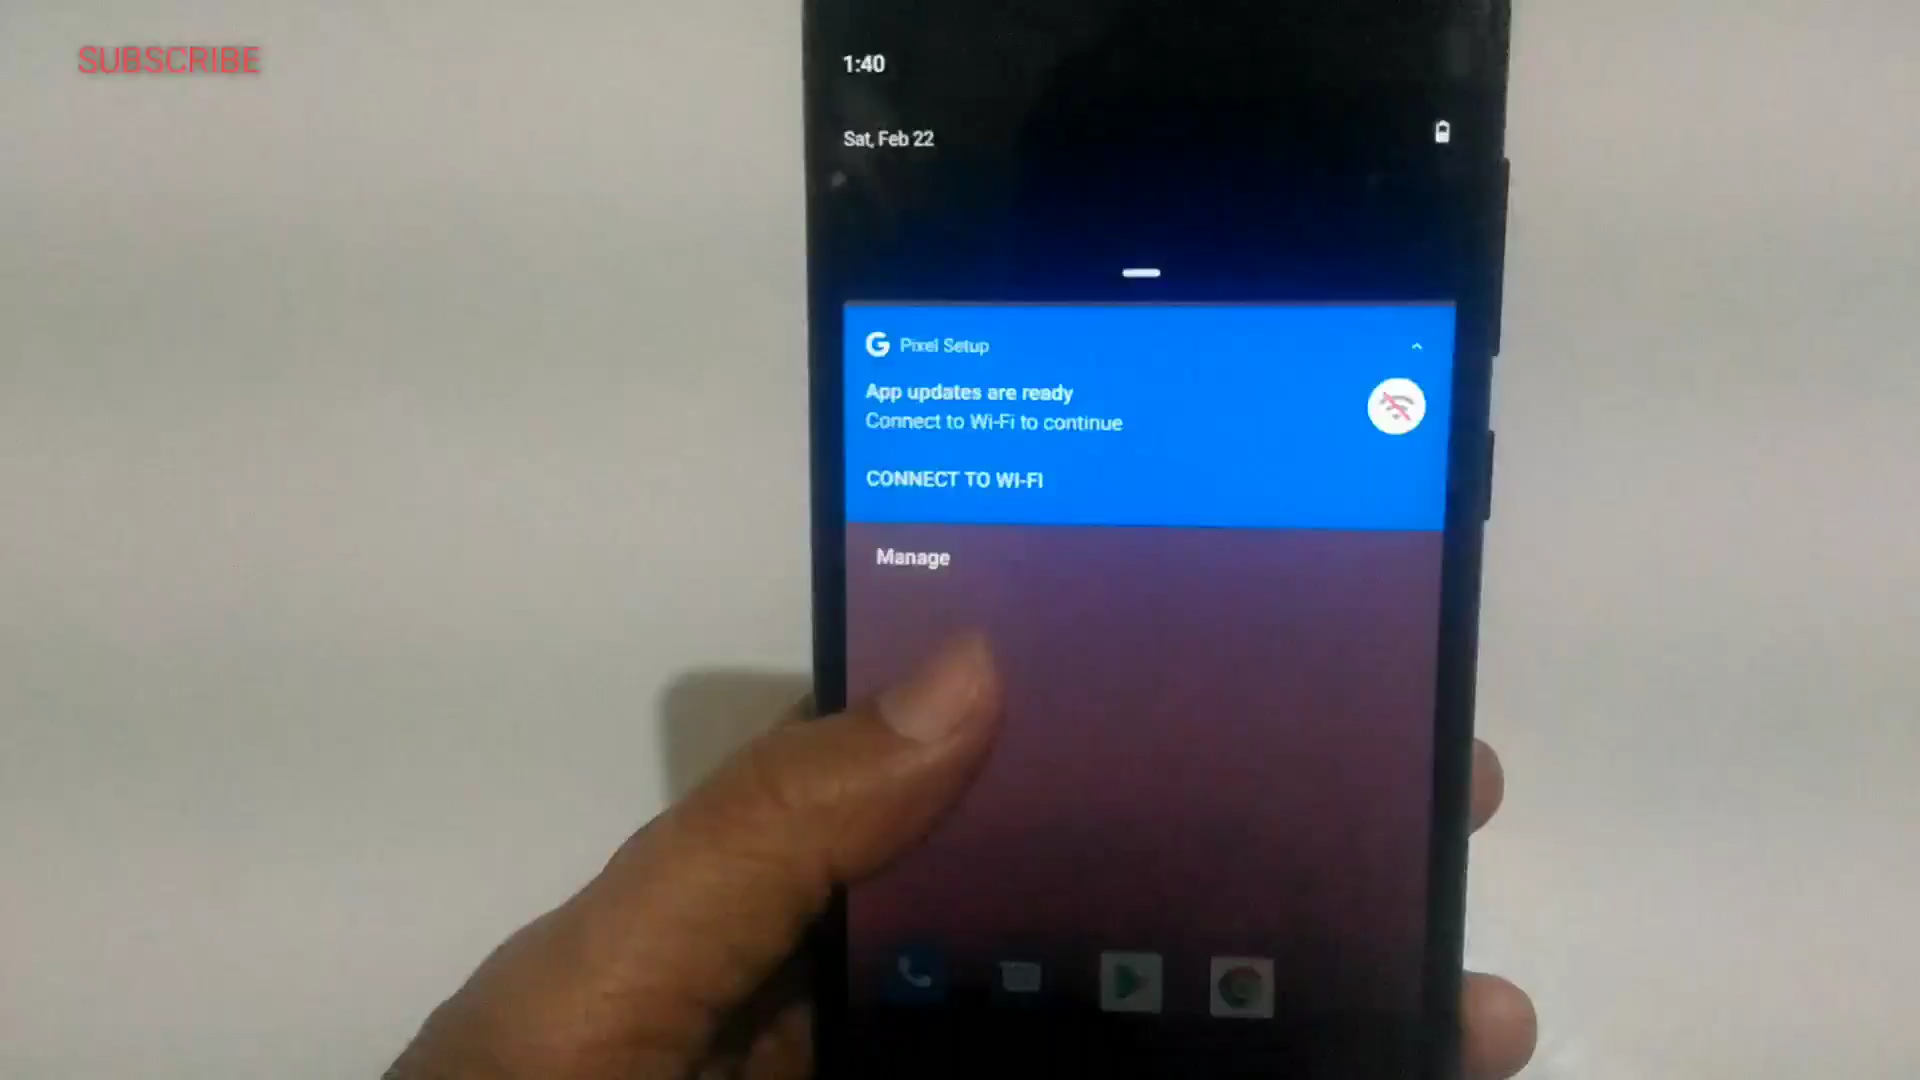 SUBSCRIBE
1:40
Sat, Feb 22
G Pixel Setup
App updates are ready
Connect to Wi-Fi to continue
CONNECT TO WI-FI
Manage